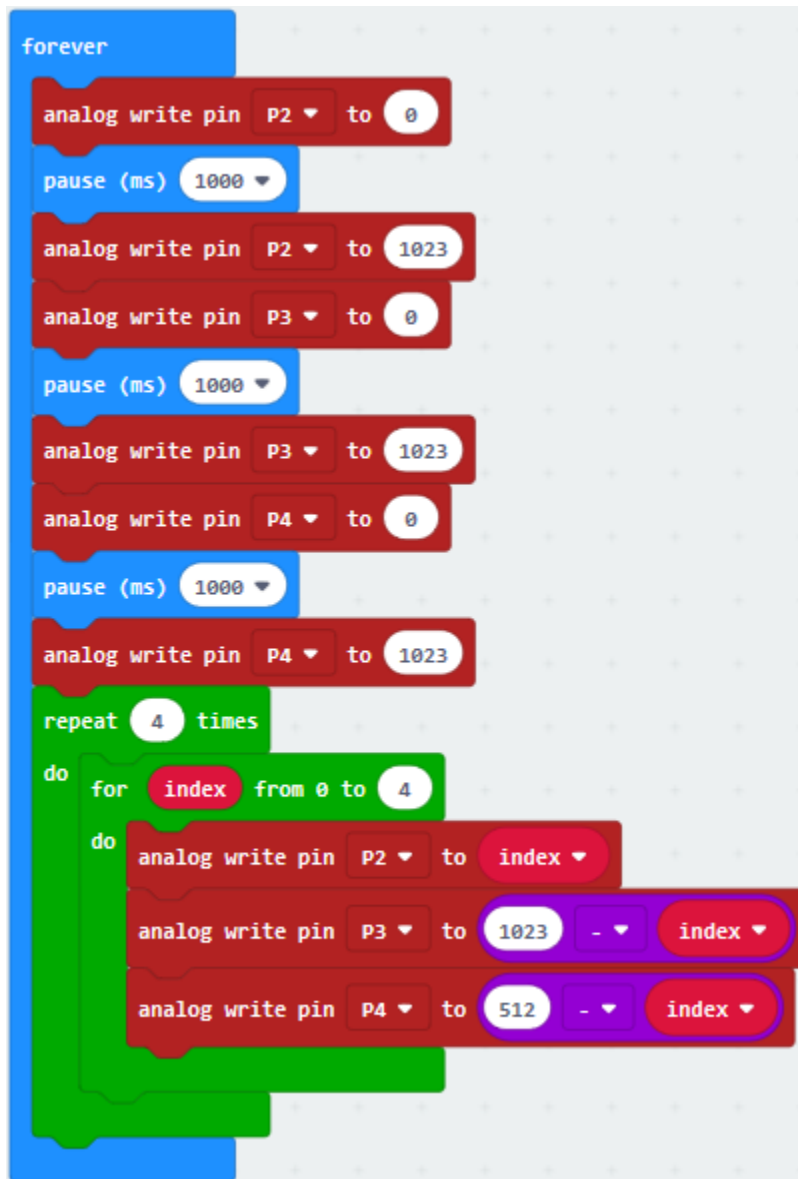 forever
analog write pin P2 to 0
pause (ms) 1000
analog write pin P2 to 1023
analog write pin P3 to 0
pause (ms) 1000
analog write pin P3 to 1023
analog write pin P4 to 0
pause (ms) 1000
analog write pin P4 to 1023
repeat 4 times
do for index from 0 to 4
do analog write pin P2 to index
analog write pin P3 to 1023 - index
analog write pin P4 to 512 - index